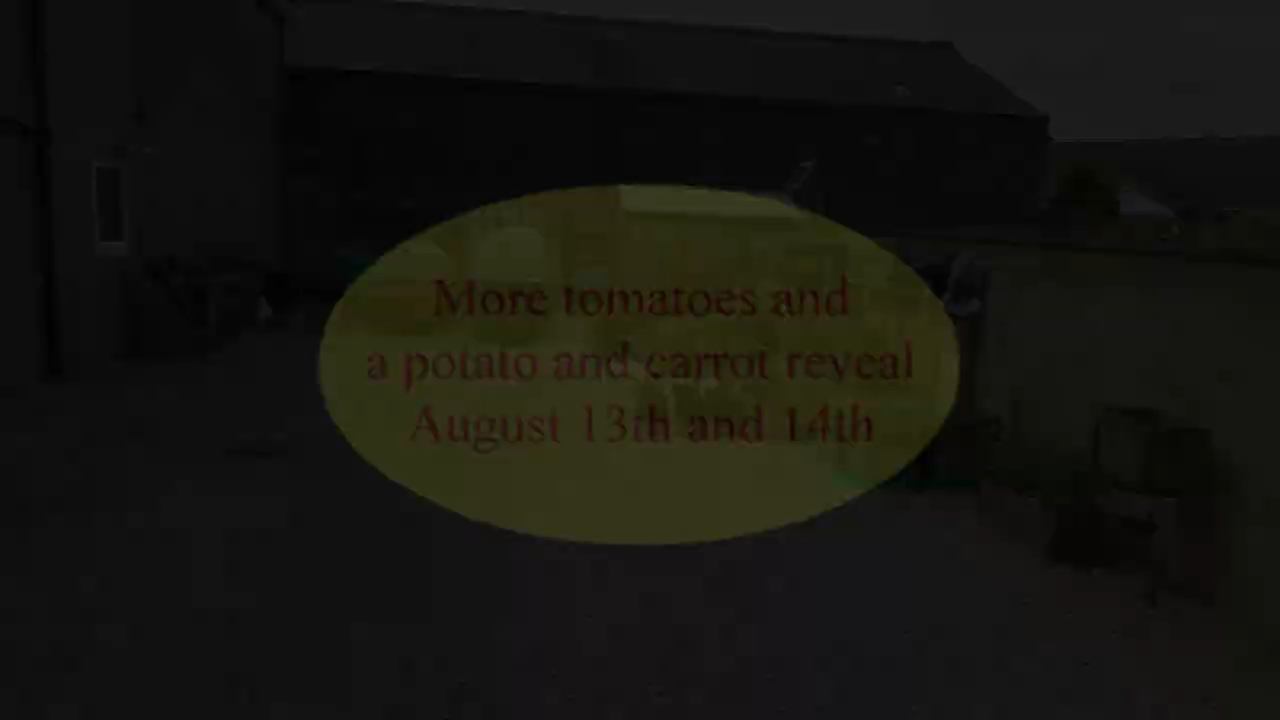 More tomatoes and
a potato and carrot reveal
August 13th and 14th